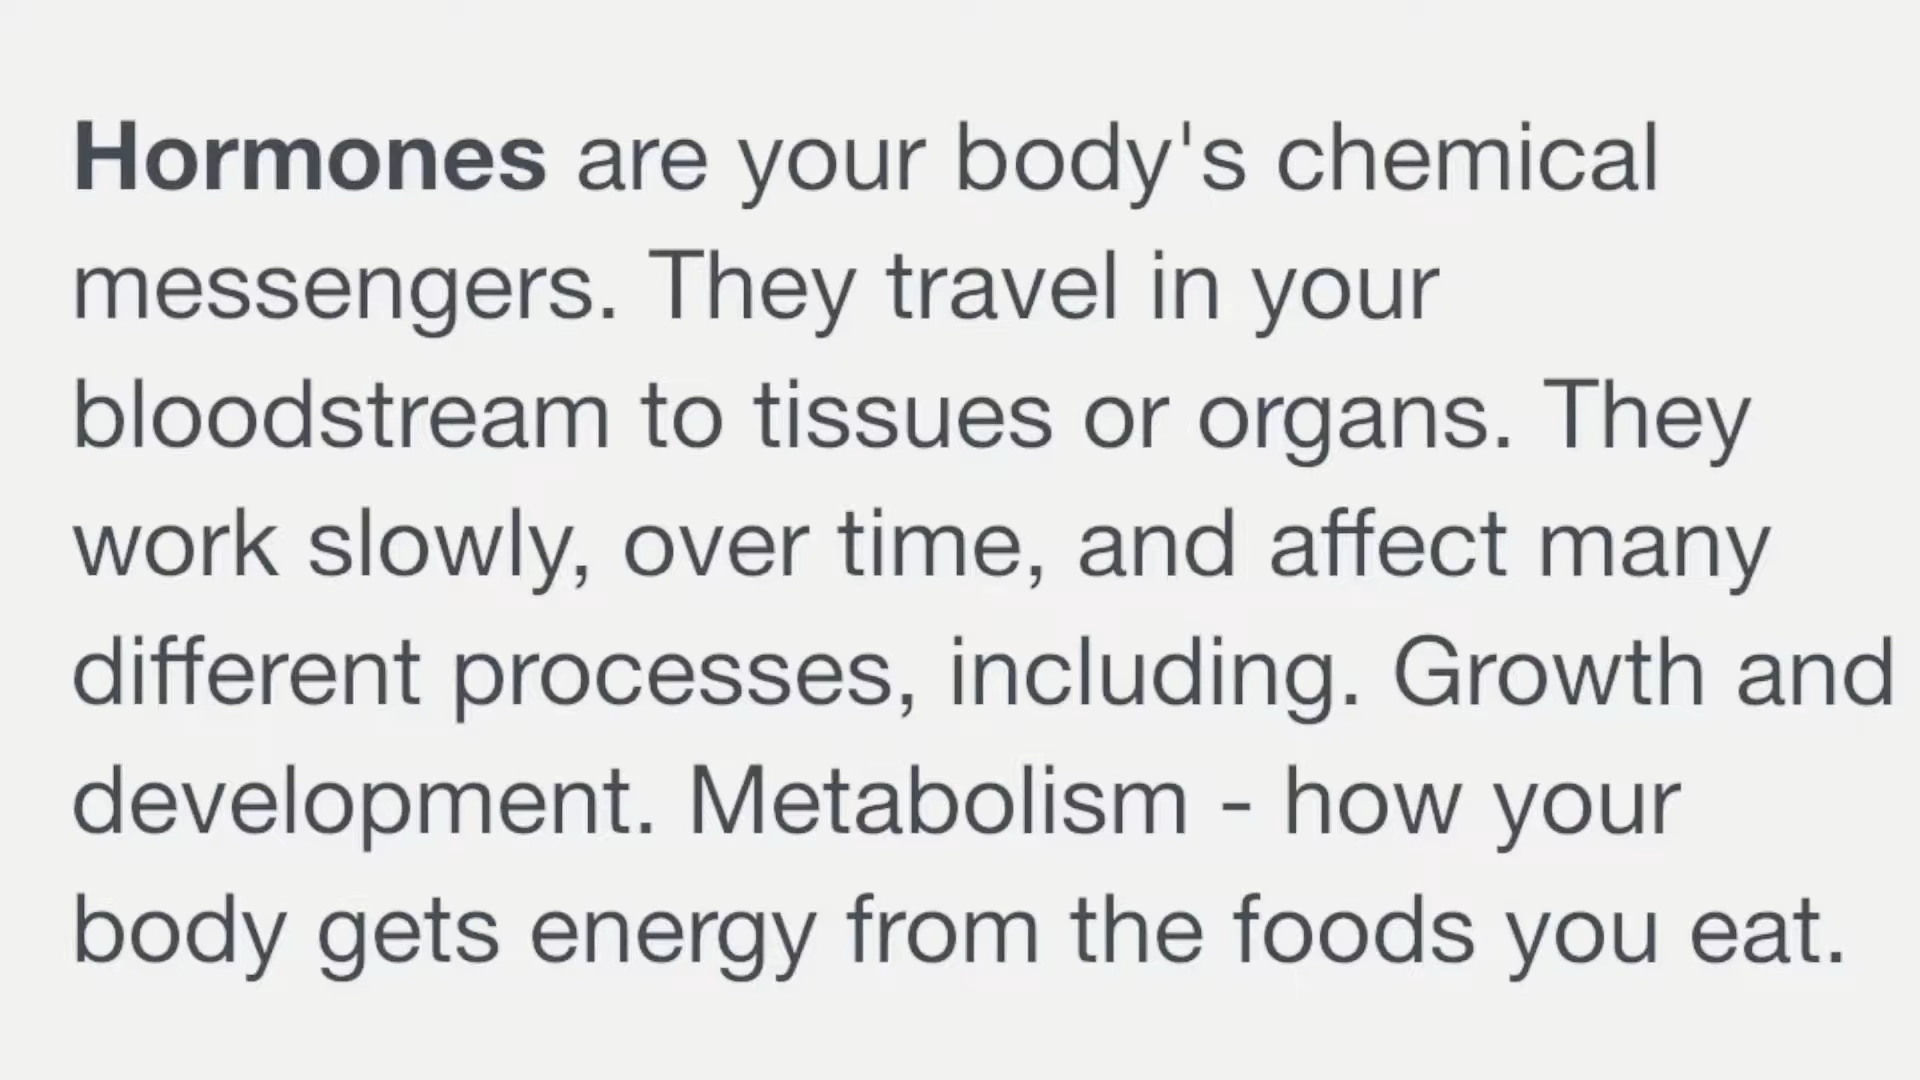 Hormones are your body's chemical
messengers. They travel in your
bloodstream to tissues or organs. They
work slowly, over time, and affect many
different processes, including. Growth and
development. Metabolism - how your
body gets energy from the foods you eat.